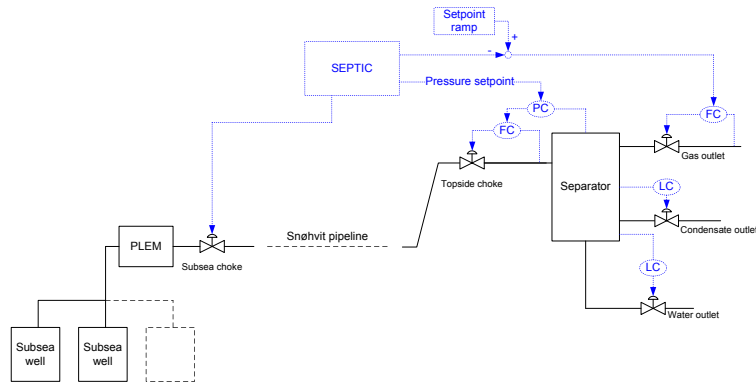 Setpoint
ramp
-
+
SEPTIC
Pressure setpoint
PC
FC
FC
Gas outlet
Topside choke
Separator
LC
Condensate outlet
PLEM
Snøhvit pipeline
Subsea choke
LC
Water outlet
Subsea
well
Subsea
well